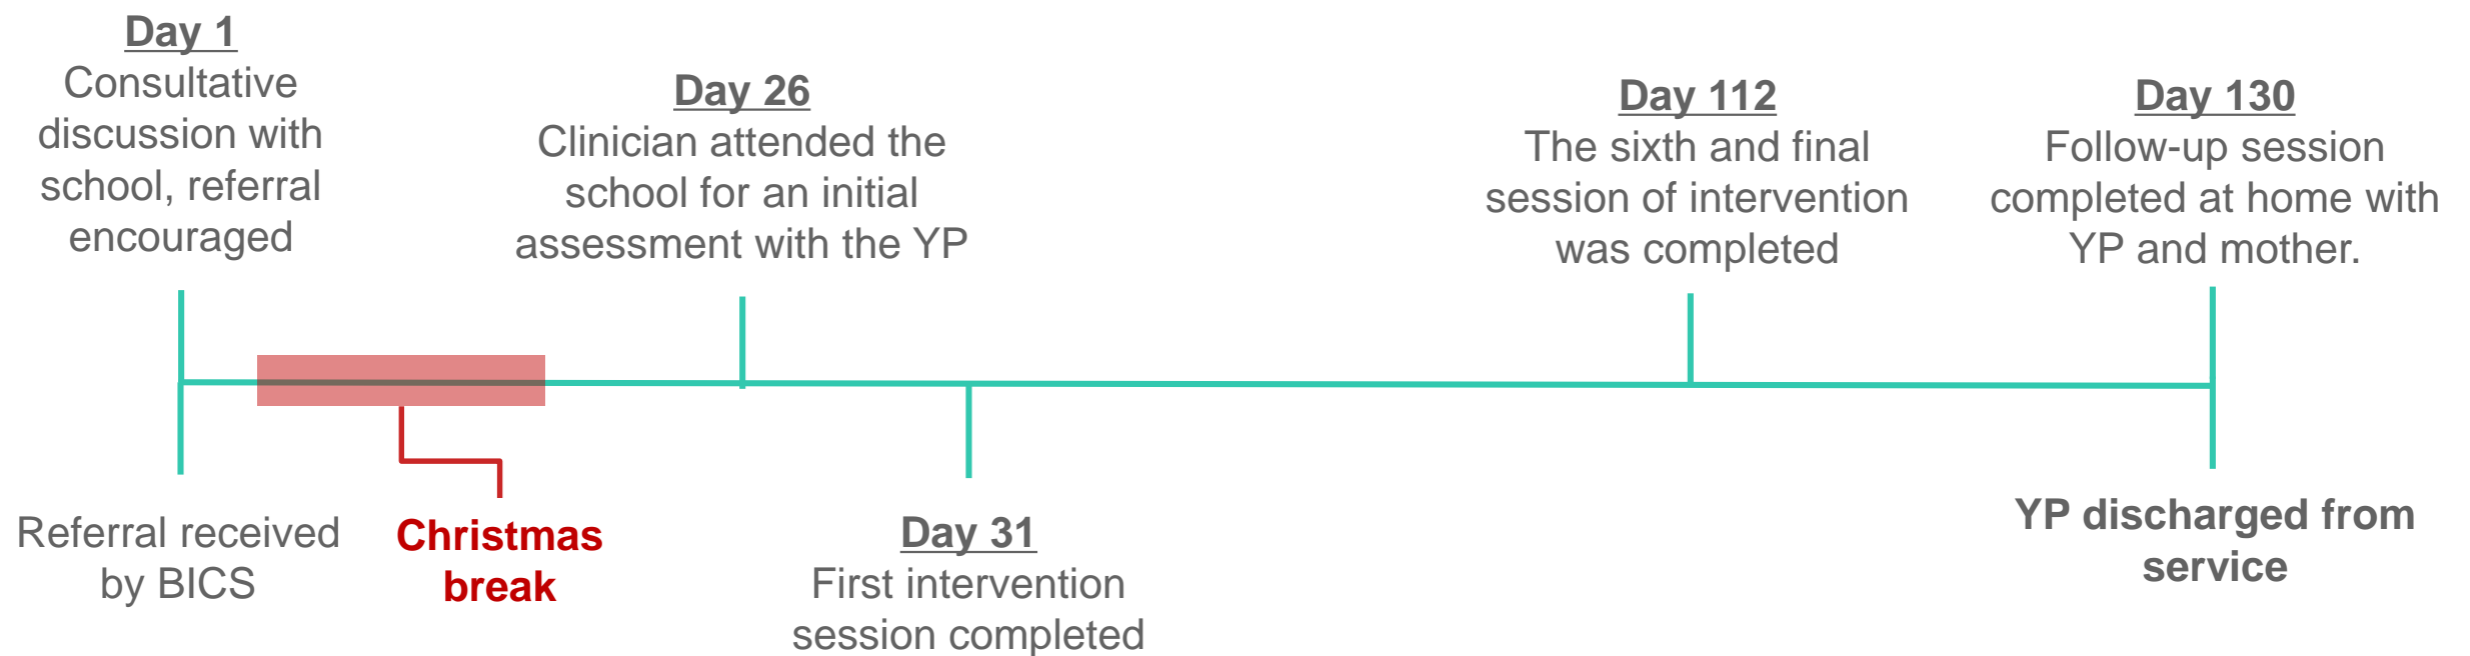 Day 1
Consultative
discussion with
school, referral
encouraged
Day 26
Clinician attended the
school for an initial
assessment with the YP
Day 112
The sixth and final
session of intervention
was completed
Day 130
Follow-up session
completed at home with
YP and mother.
Referral received
by BICS
Christmas
break
Day 31
First intervention
session completed
YP discharged from
service